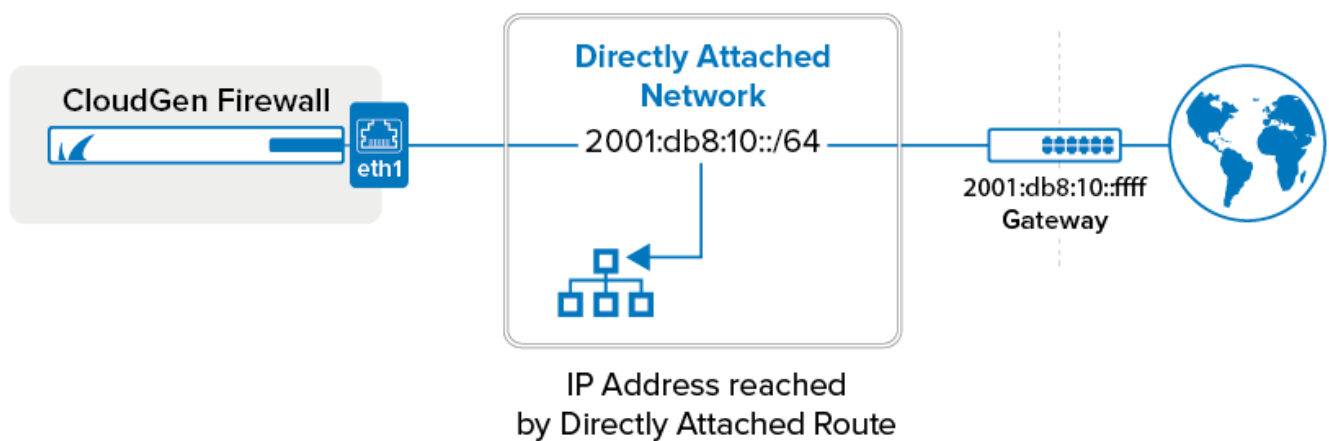 CloudGen Firewall
eth1
Directly Attached
Network
2001:db8:10::/64
2001:db8:10::ffff
Gateway
IP Address reached
by Directly Attached Route